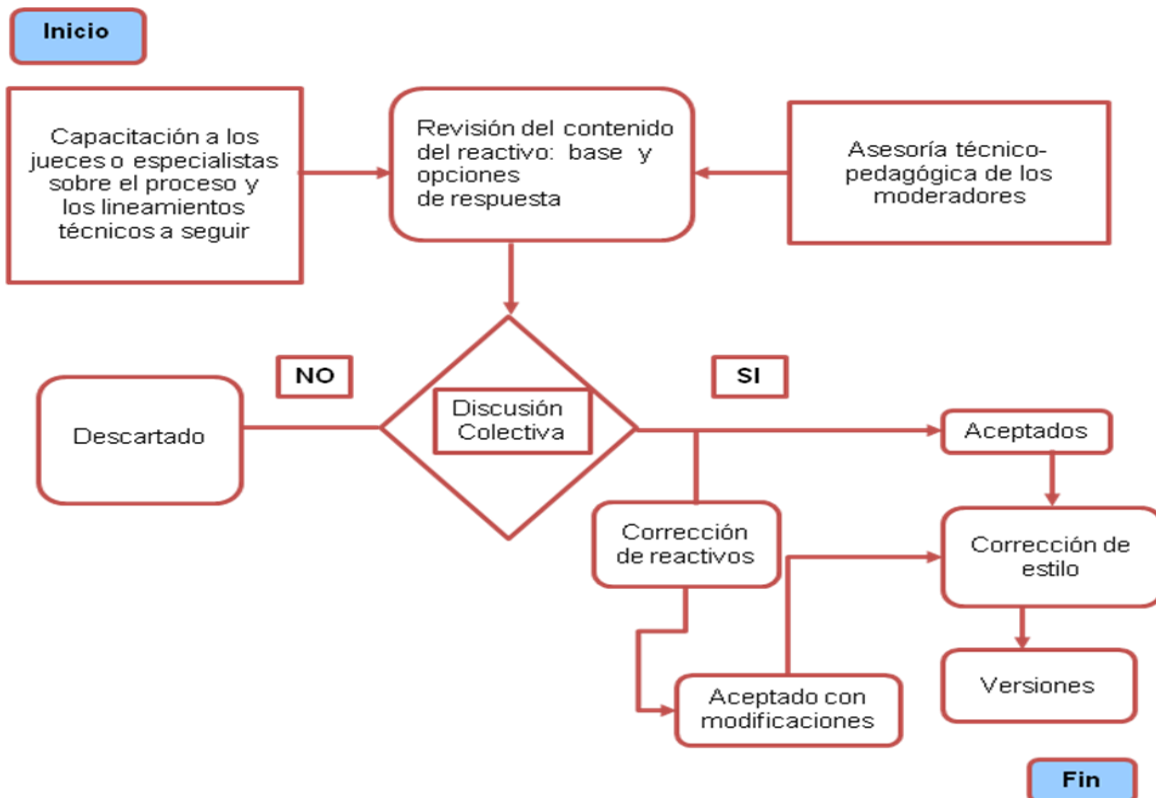 Inicio
Capacitación a los
jueces o especialistas
sobre el proceso y
los lineamientos
técnicos a seguir
Revisión del contenido
del reactivo: base y
opciones
de respuesta
Asesoría técnico-
pedagógica de los
moderadores
NO
SI
Descartado
Discusión
Colectiva
Aceptados
Corrección
de reactivos
Corrección de
estilo
Aceptado con
modificaciones
Versiones
Fin